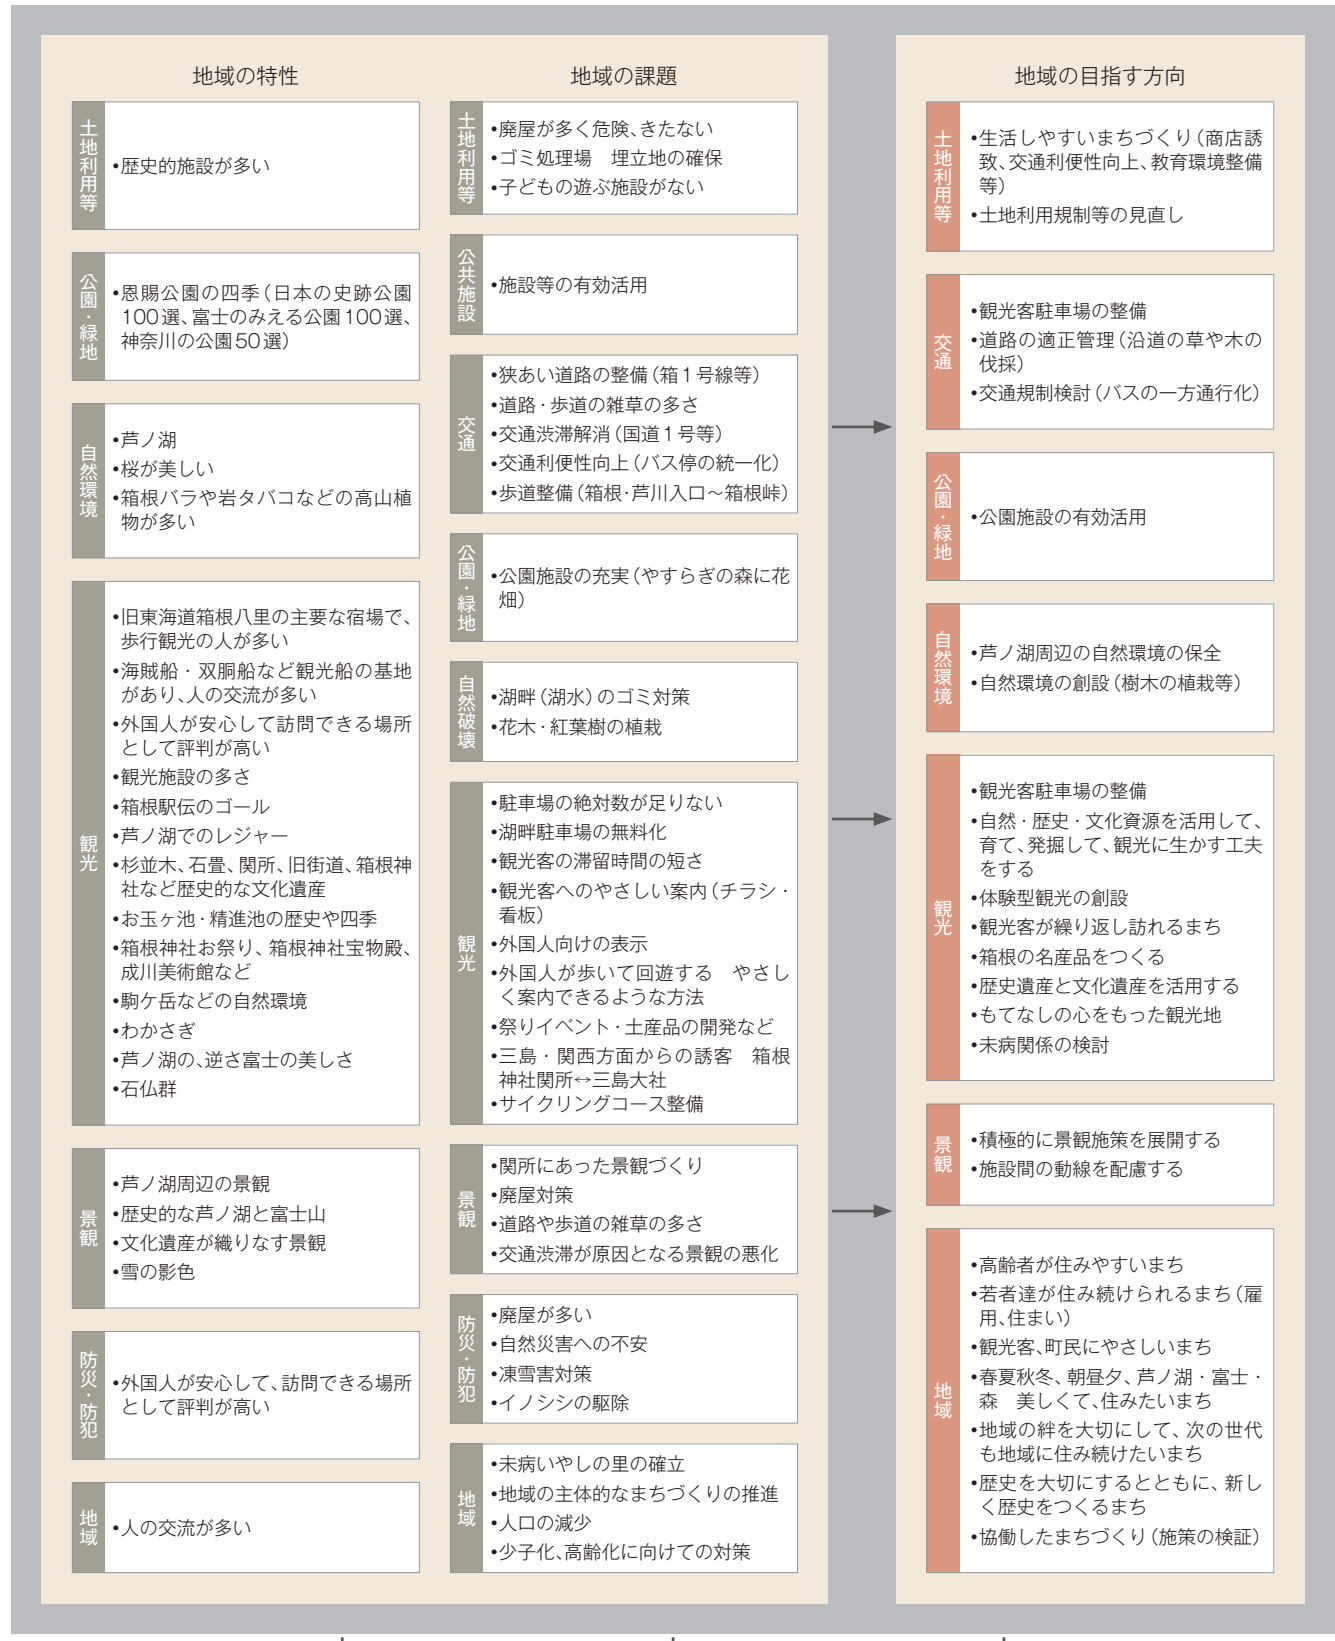 地域の特性
土地利用等
•歴史的施設が多い
公園・緑地
•恩賜公園の四季（日本の史跡公園
100選、富士のみえる公園100選、
神奈川の公園50選）
自然環境
•芦ノ湖
•桜が美しい
•箱根バラや岩タバコなどの高山植
物が多い
観光
•旧東海道箱根八里の主要な宿場で、
歩行観光の人が多い
•海賊船・双胴船など観光船の基地
があり、人の交流が多い
•外国人が安心して訪問できる場所
として評判が高い
•観光施設の多さ
•箱根駅伝のゴール
•芦ノ湖でのレジャー
•杉並木、石畳、関所、旧街道、箱根神
社など歴史的な文化遺産
•お玉ヶ池・精進池の歴史や四季
•箱根神社お祭り、箱根神社宝物殿、
成川美術館など
•駒ケ岳などの自然環境
•わかさぎ
•芦ノ湖の、逆さ富士の美しさ
•石仏群
景観
•芦ノ湖周辺の景観
•歴史的な芦ノ湖と富士山
•文化遺産が織りなす景観
•雪の影色
防災・防犯
•外国人が安心して、訪問できる場所
として評判が高い
地域
•人の交流が多い
地域の課題
土地利用等
•廃屋が多く危険、きたない
•ゴミ処理場　埋立地の確保
•子どもの遊ぶ施設がない
公共施設
•施設等の有効活用
交通
•狭あい道路の整備（箱１号線等）
•道路・歩道の雑草の多さ
•交通渋滞解消（国道１号等）
•交通利便性向上（バス停の統一化）
•歩道整備（箱根・芦川入口～箱根峠）
公園・緑地
•公園施設の充実（やすらぎの森に花
畑）
自然破壊
•湖畔（湖水）のゴミ対策
•花木・紅葉樹の植栽
観光
•駐車場の絶対数が足りない
•湖畔駐車場の無料化
•観光客の滞留時間の短さ
•観光客へのやさしい案内（チラシ・
看板）
•外国人向けの表示
•外国人が歩いて回遊する　やさし
く案内できるような方法
•祭りイベント・土産品の開発など
•三島・関西方面からの誘客　箱根
神社関所↔三島大社
•サイクリングコース整備
景観
•関所にあった景観づくり
•廃屋対策
•道路や歩道の雑草の多さ
•交通渋滞が原因となる景観の悪化
防災・防犯
•廃屋が多い
•自然災害への不安
•凍雪害対策
•イノシシの駆除
地域
•未病いやしの里の確立
•地域の主体的なまちづくりの推進
•人口の減少
•少子化、高齢化に向けての対策
地域の目指す方向
土地利用等
•生活しやすいまちづくり（商店誘
致、交通利便性向上、教育環境整備
等）
•土地利用規制等の見直し
交通
•観光客駐車場の整備
•道路の適正管理（沿道の草や木の
伐採）
•交通規制検討（バスの一方通行化）
公園・緑地
•公園施設の有効活用
自然環境
•芦ノ湖周辺の自然環境の保全
•自然環境の創設（樹木の植栽等）
観光
•観光客駐車場の整備
•自然・歴史・文化資源を活用して、
育て、発掘して、観光に生かす工夫
をする
•体験型観光の創設
•観光客が繰り返し訪れるまち
•箱根の名産品をつくる
•歴史遺産と文化遺産を活用する
•もてなしの心をもった観光地
•未病関係の検討
景観
•積極的に景観施策を展開する
•施設間の動線を配慮する
地域
•高齢者が住みやすいまち
•若者達が住み続けられるまち（雇
用、住まい）
•観光客、町民にやさしいまち
•春夏秋冬、朝昼夕、芦ノ湖・富士・
森　美しくて、住みたいまち
•地域の絆を大切にして、次の世代
も地域に住み続けたいまち
•歴史を大切にするとともに、新し
く歴史をつくるまち
•協働したまちづくり（施策の検証）